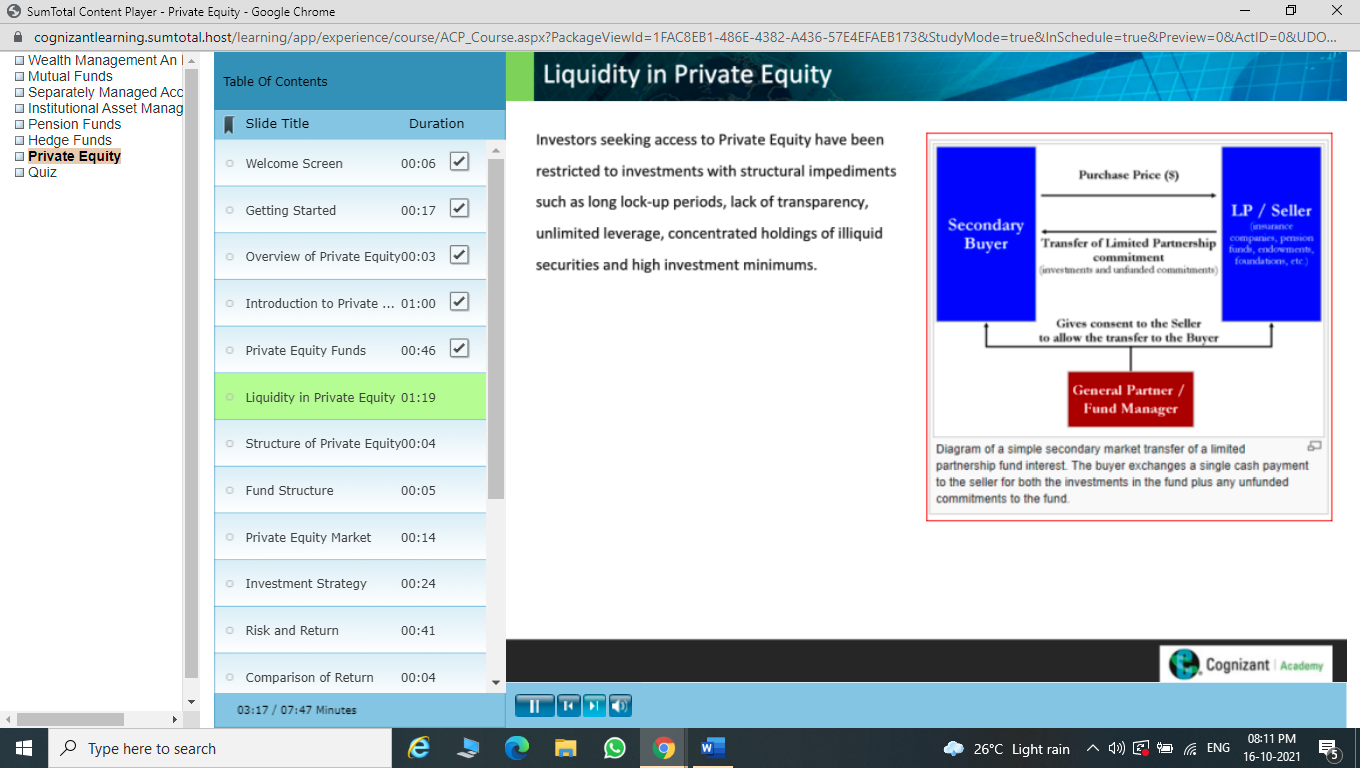 SumTotal Content Player - Private Equity - Google Chrome
cognizantlearning.sumtotal.host/learning/app/experience/course/ACP_Course.aspx?PackageViewId=1FAC8EB1-486E-4382-A436-57E4EFAEB173&StudyMode=true&InSchedule=true&Preview=0&ActID=0&UDO...
Wealth Management An
Mutual Funds
Separately Managed Acc
Institutional Asset Manag
Pension Funds
Hedge Funds
Private Equity
Quiz
Table Of Contents
Slide Title Duration
Welcome Screen 00:06
Getting Started 00:17
Overview of Private Equity00:03
Introduction to Private ... 01:00
Private Equity Funds 00:46
Liquidity in Private Equity 01:19
Structure of Private Equity00:04
Fund Structure 00:05
Private Equity Market 00:14
Investment Strategy 00:24
Risk and Return 00:41
Comparison of Return 00:04
03:17 / 07:47 Minutes
Liquidity in Private Equity
Investors seeking access to Private Equity have been
restricted to investments with structural impediments
such as long lock-up periods, lack of transparency,
unlimited leverage, concentrated holdings of illiquid
securities and high investment minimums.
Secondary
Buyer
Purchase Price ($)
Transfer of Limited Partnership
commitment
(investments and unfunded commitments)
LP / Seller
(insurance
companies, pension
funds, endowments,
foundations, etc.)
Gives consent to the Seller
to allow the transfer to the Buyer
General Partner /
Fund Manager
Diagram of a simple secondary market transfer of a limited
partnership fund interest. The buyer exchanges a single cash payment
to the seller for both the investments in the fund plus any unfunded
commitments to the fund.
Cognizant | Academy
Type here to search
26°C Light rain
ENG
08:11 PM
16-10-2021
5